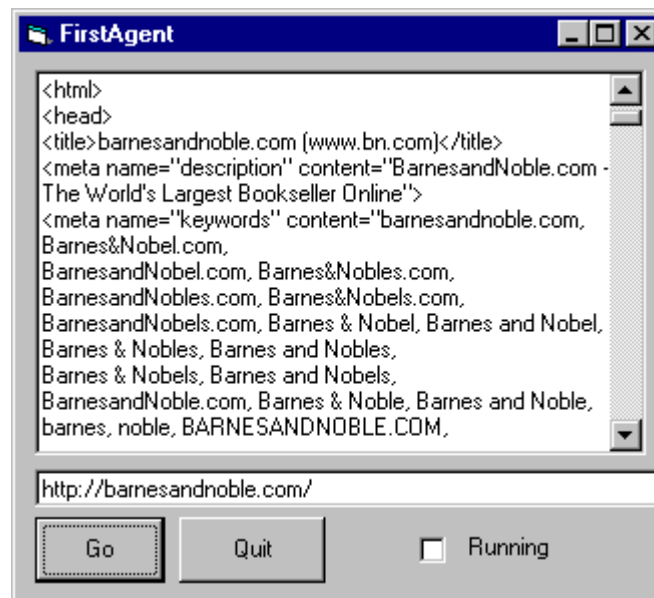 FirstAgent
<html>
<head>
<title>barnesandnoble.com (www.bn.com)</title>
<meta name="description" content="BarnesandNoble.com -
The World's Largest Bookseller Online">
<meta name="keywords" content="barnesandnoble.com,
Barnes&Nobel.com,
BarnesandNobel.com, Barnes&Nobles.com,
BarnesandNobles.com, Barnes&Nobels.com,
BarnesandNobels.com, Barnes & Nobel, Barnes and Nobel,
Barnes & Nobles, Barnes and Nobles,
Barnes & Nobels, Barnes and Nobels,
BarnesandNoble.com, Barnes & Noble, Barnes and Noble,
barnes, noble, BARNESANDNOBLE.COM,
http://barnesandnoble.com/
Go Quit Running